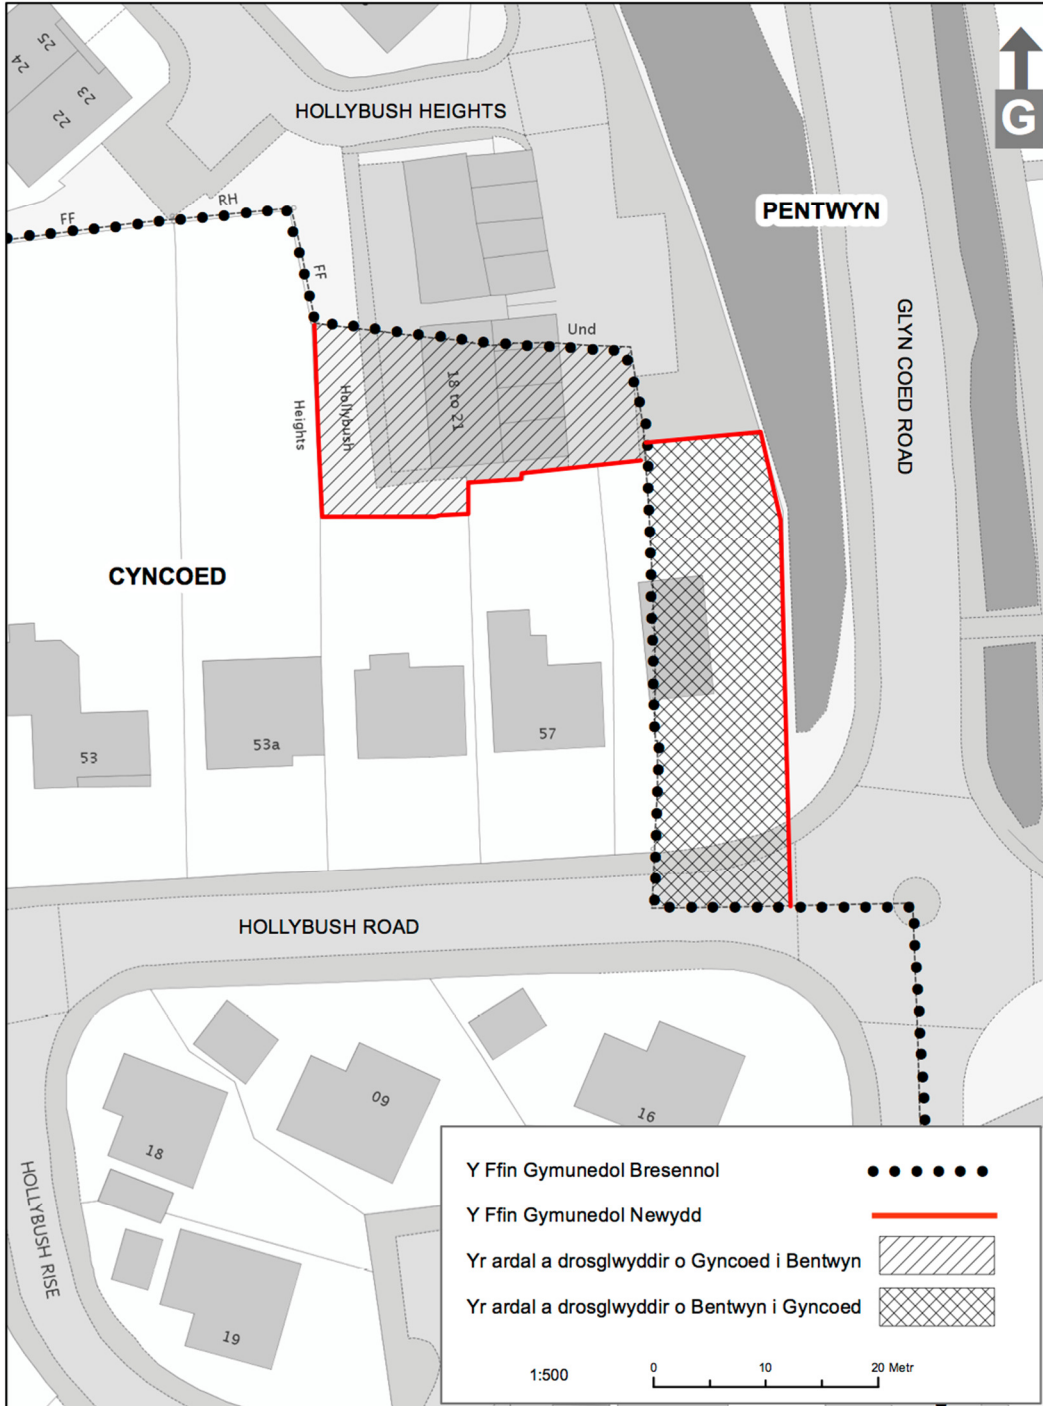 25
24
23
22
HOLLYBUSH HEIGHTS
G
PENTWYN
FF
RH
FF
Und
GLYN COED ROAD
18 to 21
Hollybush
Heights
CYNCOED
53
53a
57
HOLLYBUSH ROAD
18
09
16
19
HOLLYBUSH RISE
Y Ffin Gymunedol Bresennol
Y Ffin Gymunedol Newydd
Yr ardal a drosglwyddir o Gyncoed i Bentwyn
Yr ardal a drosglwyddir o Bentwyn i Gyncoed
1:500
0 10 20 Metr